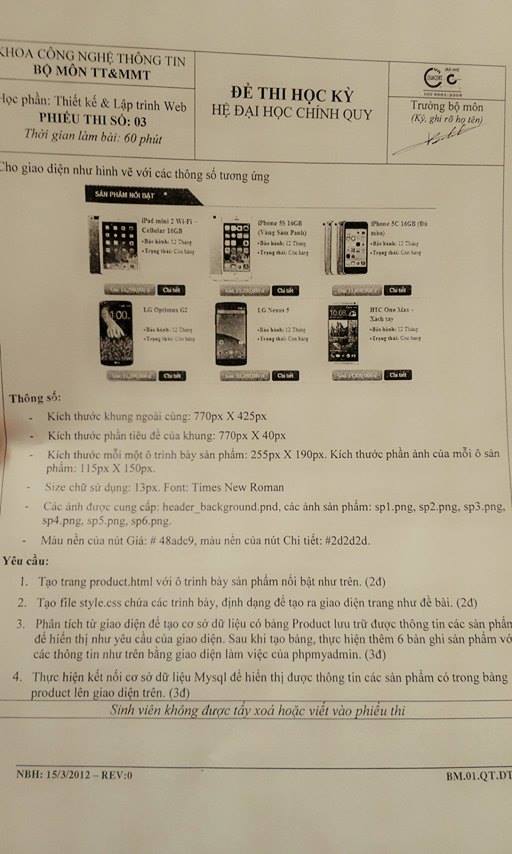 KHOA CÔNG NGHỆ THÔNG TIN
BỘ MÔN TT&MMT
Học phần: Thiết kế & Lập trình Web
PHIẾU THI SỐ: 03
Thời gian làm bài: 60 phút
ĐỀ THI HỌC KỲ
HỆ ĐẠI HỌC CHÍNH QUY
Trưởng bộ môn
(Ký, ghi rõ họ tên)
Cho giao diện như hình vẽ với các thông số tương ứng
SẢN PHẨM NỔI BẬT
iPad mini 2 Wi-Fi -
Cellular 16GB
•Bảo hành: 12 Tháng
•Trạng thái: Còn hàng
Chi tiết
iPhone 5S 16GB
(Vàng Sâm Panh)
•Bảo hành: 12 Tháng
•Trạng thái: Còn hàng
Chi tiết
iPhone 5C 16GB (Đủ
màu)
•Bảo hành: 12 Tháng
•Trạng thái: Còn hàng
Chi tiết
LG Optimus G2
•Bảo hành: 12 Tháng
•Trạng thái: Còn hàng
Chi tiết
LG Nexus 5
•Bảo hành: 12 Tháng
•Trạng thái: Còn hàng
Chi tiết
HTC One Max -
Xách tay
•Bảo hành: 12 Tháng
•Trạng thái: Còn hàng
Chi tiết
Thông số:
- Kích thước khung ngoài cùng: 770px X 425px
- Kích thước phần tiêu đề của khung: 770px X 40px
- Kích thước mỗi một ô trình bày sản phẩm: 255px X 190px. Kích thước phần ảnh của mỗi ô sản
phẩm: 115px X 150px.
- Size chữ sử dụng: 13px. Font: Times New Roman
- Các ảnh được cung cấp: header_background.pnd, các ảnh sản phẩm: sp1.png, sp2.png, sp3.png,
sp4.png, sp5.png, sp6.png.
- Màu nền của nút Giá: # 48adc9, màu nền của nút Chi tiết: #2d2d2d.
Yêu cầu:
1. Tạo trang product.html với ô trình bày sản phẩm nổi bật như trên. (2đ)
2. Tạo file style.css chứa các trình bày, định dạng để tạo ra giao diện trang như đề bài. (2đ)
3. Phân tích từ giao diện để tạo cơ sở dữ liệu có bảng Product lưu trữ được thông tin các sản phẩm
để hiển thị như yêu cầu của giao diện. Sau khi tạo bảng, thực hiện thêm 6 bản ghi sản phẩm với
các thông tin như trên bằng giao diện làm việc của phpmyadmin. (3đ)
4. Thực hiện kết nối cơ sở dữ liệu Mysql để hiển thị được thông tin các sản phẩm có trong bảng
product lên giao diện trên. (3đ)
Sinh viên không được tẩy xoá hoặc viết vào phiếu thi
NBH: 15/3/2012 – REV:0
BM.01.QT.ĐT